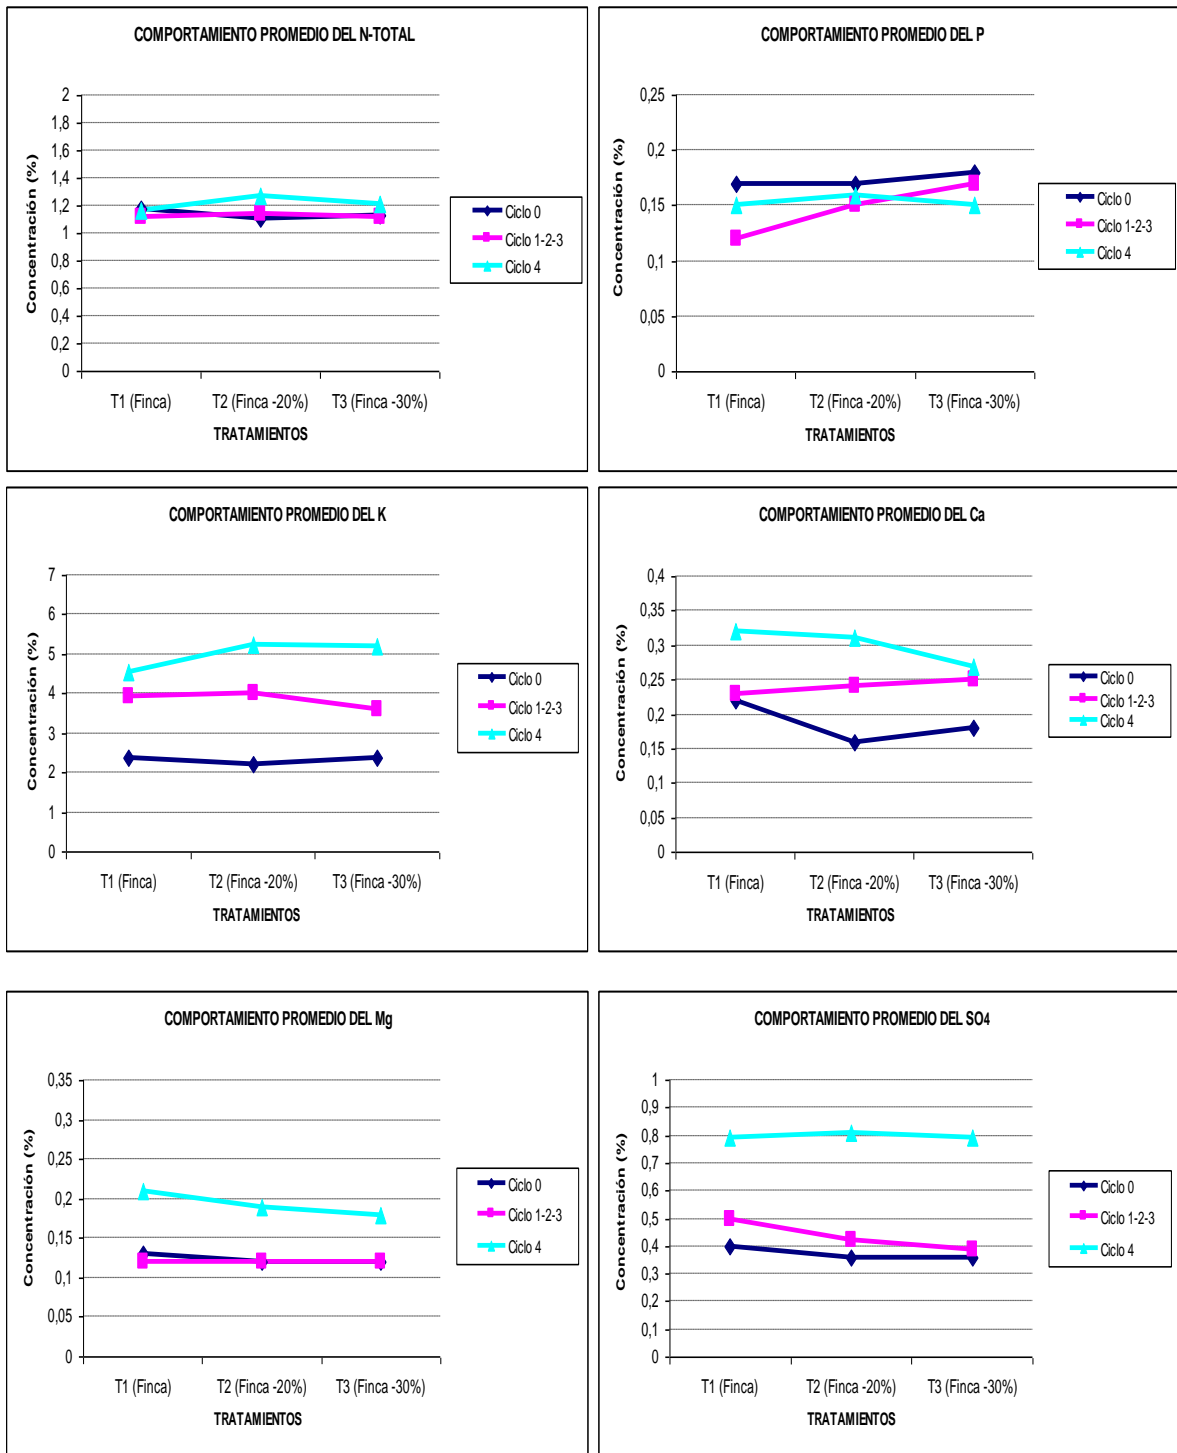 COMPORTAMIENTO PROMEDIO DEL N-TOTAL
Concentración (%)
2
1,8
1,6
1,4
1,2
1
0,8
0,6
0,4
0,2
0
T1 (Finca) T2 (Finca -20%) T3 (Finca -30%)
TRATAMIENTOS
Ciclo 0
Ciclo 1-2-3
Ciclo 4
COMPORTAMIENTO PROMEDIO DEL P
Concentración (%)
0,25
0,2
0,15
0,1
0,05
0
T1 (Finca) T2 (Finca -20%) T3 (Finca -30%)
TRATAMIENTOS
Ciclo 0
Ciclo 1-2-3
Ciclo 4
COMPORTAMIENTO PROMEDIO DEL K
Concentración (%)
7
6
5
4
3
2
1
0
T1 (Finca) T2 (Finca -20%) T3 (Finca -30%)
TRATAMIENTOS
Ciclo 0
Ciclo 1-2-3
Ciclo 4
COMPORTAMIENTO PROMEDIO DEL Ca
Concentración (%)
0,4
0,35
0,3
0,25
0,2
0,15
0,1
0,05
0
T1 (Finca) T2 (Finca -20%) T3 (Finca -30%)
TRATAMIENTOS
Ciclo 0
Ciclo 1-2-3
Ciclo 4
COMPORTAMIENTO PROMEDIO DEL Mg
Concentración (%)
0,35
0,3
0,25
0,2
0,15
0,1
0,05
0
T1 (Finca) T2 (Finca -20%) T3 (Finca -30%)
TRATAMIENTOS
Ciclo 0
Ciclo 1-2-3
Ciclo 4
COMPORTAMIENTO PROMEDIO DEL SO4
Concentración (%)
1
0,9
0,8
0,7
0,6
0,5
0,4
0,3
0,2
0,1
0
T1 (Finca) T2 (Finca -20%) T3 (Finca -30%)
TRATAMIENTOS
Ciclo 0
Ciclo 1-2-3
Ciclo 4